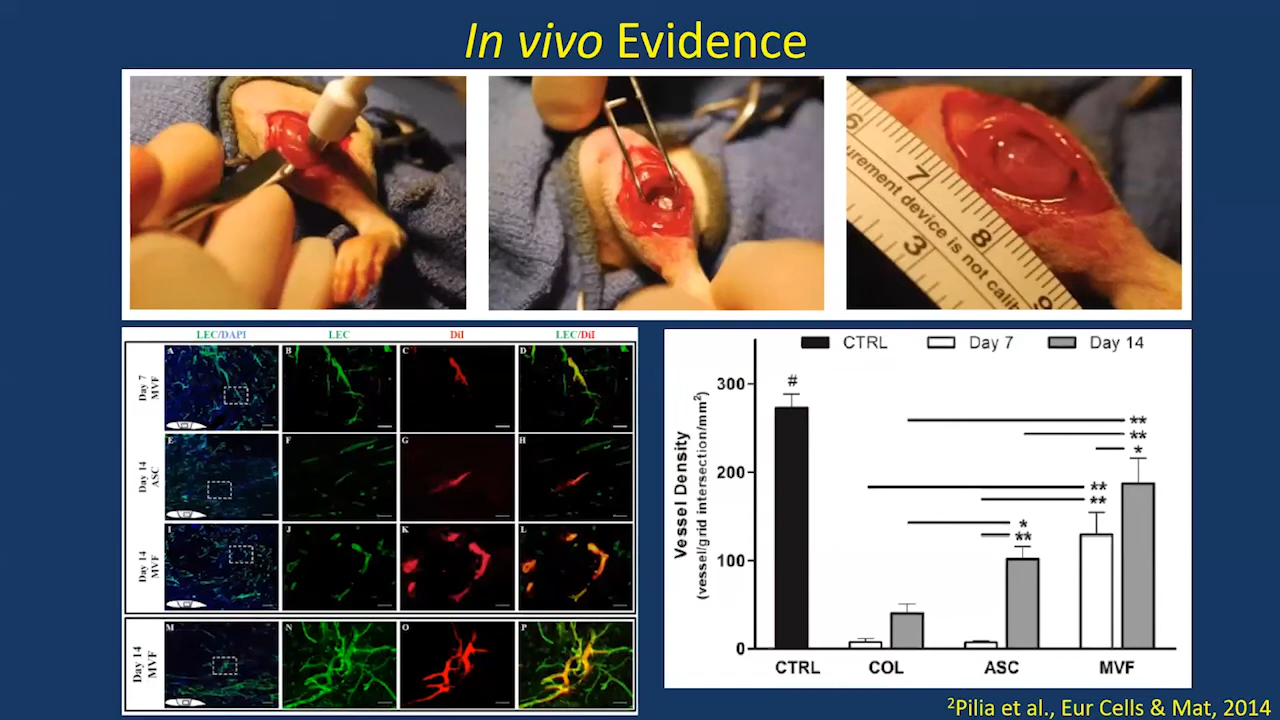 In vivo Evidence
6
7
8
9
3
urement device is not calib
LEC/DAPI LEC DiI LEC/DiI
Day 7
MVF
A B C D
Day 14
ASC
E F G H
Day 14
MVF
I J K L
Day 14
MVF
M N O P
CTRL Day 7 Day 14
Vessel Density
(vessel/grid intersection/mm²)
300
200
100
0
#
**
**
*
**
**
*
**
CTRL COL ASC MVF
²Pilia et al., Eur Cells & Mat, 2014